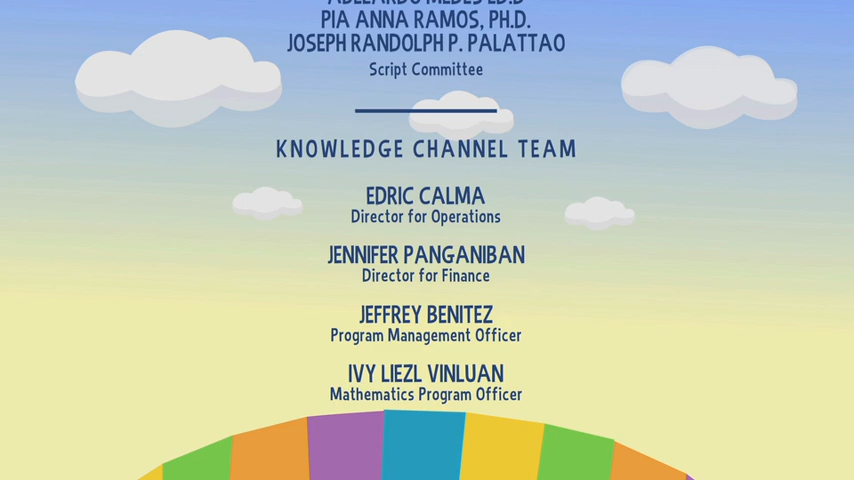 PIA ANNA RAMOS, PH.D.
JOSEPH RANDOLPH P. PALATTAO
Script Committee
KNOWLEDGE CHANNEL TEAM
EDRIC CALMA
Director for Operations
JENNIFER PANGANIBAN
Director for Finance
JEFFREY BENITEZ
Program Management Officer
IVY LIEZL VINLUAN
Mathematics Program Officer